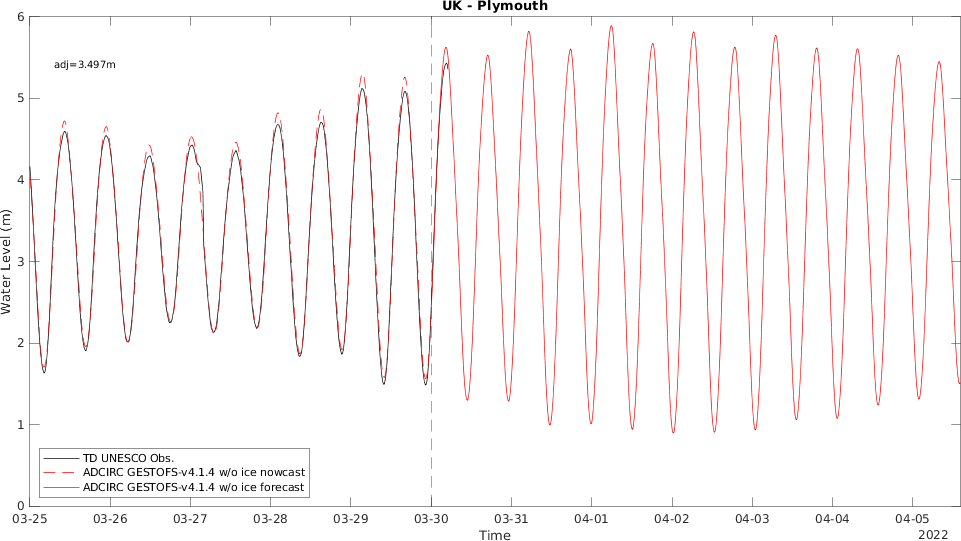 UK - Plymouth
adj=3.497m
6
5
4
3
2
1
0
Water Level (m)
TD UNESCO Obs.
ADCIRC GESTOFS-v4.1.4 w/o ice nowcast
ADCIRC GESTOFS-v4.1.4 w/o ice forecast
03-25 03-26 03-27 03-28 03-29 03-30 03-31 04-01 04-02 04-03 04-04 04-05
Time
2022